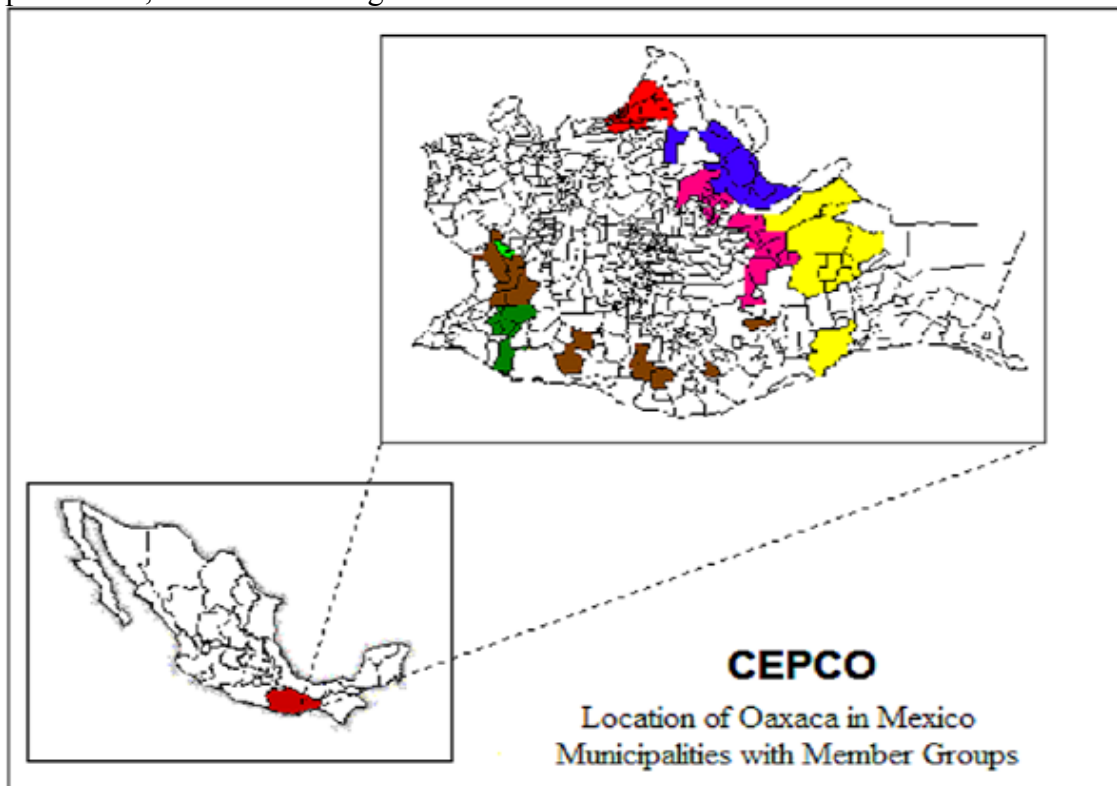 CEPCO
Location of Oaxaca in Mexico
Municipalities with Member Groups